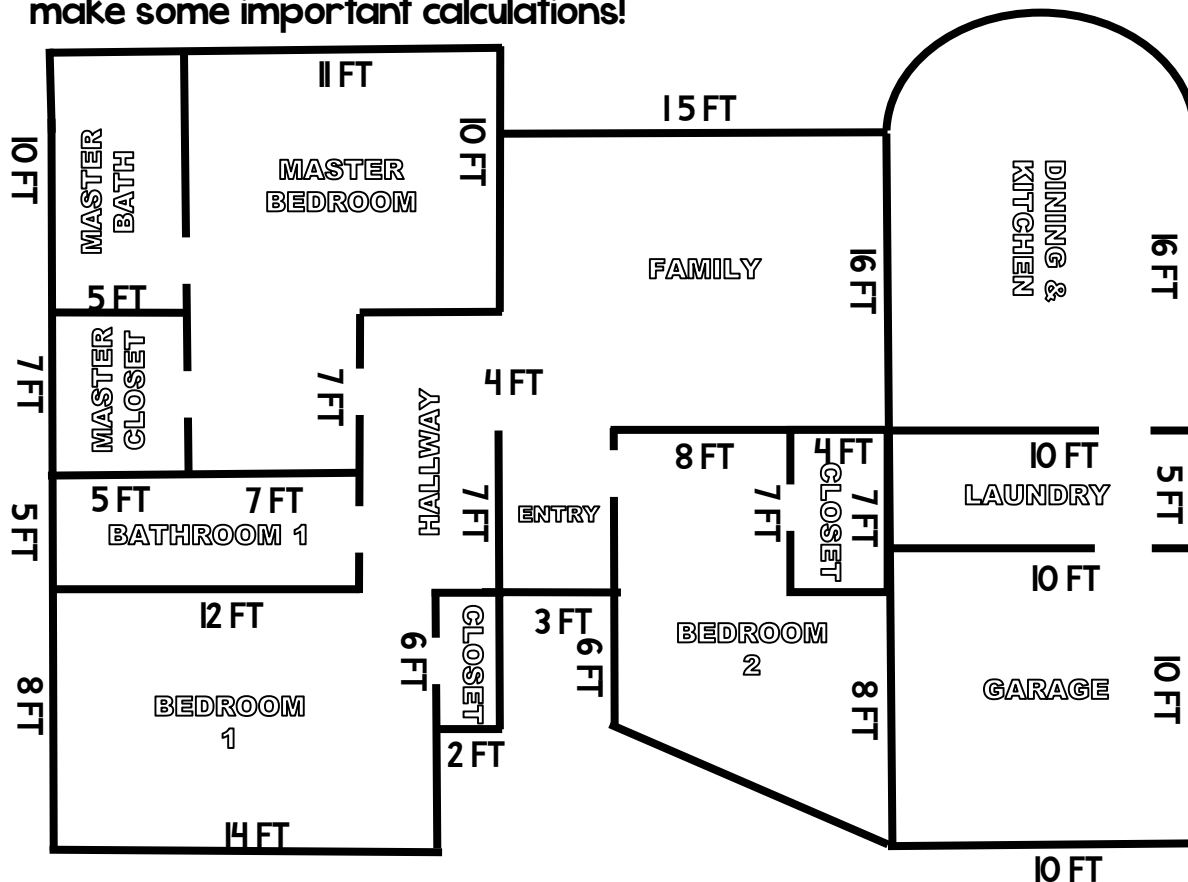 make some important calculations!
11 FT
15 FT
10 FT
MASTER
BATH
MASTER
BEDROOM
10 FT
DINING &
KITCHEN
FAMILY
16 FT
16 FT
5 FT
MASTER
CLOSET
7 FT
7 FT
4 FT
HALLWAY
8 FT
4 FT
10 FT
5 FT
7 FT
BATHROOM 1
5 FT
7 FT
ENTRY
7 FT
CLOSET
7 FT
LAUNDRY
5 FT
10 FT
12 FT
3 FT
6 FT
CLOSET
6 FT
BEDROOM
2
BEDROOM
1
8 FT
8 FT
GARAGE
10 FT
2 FT
14 FT
10 FT